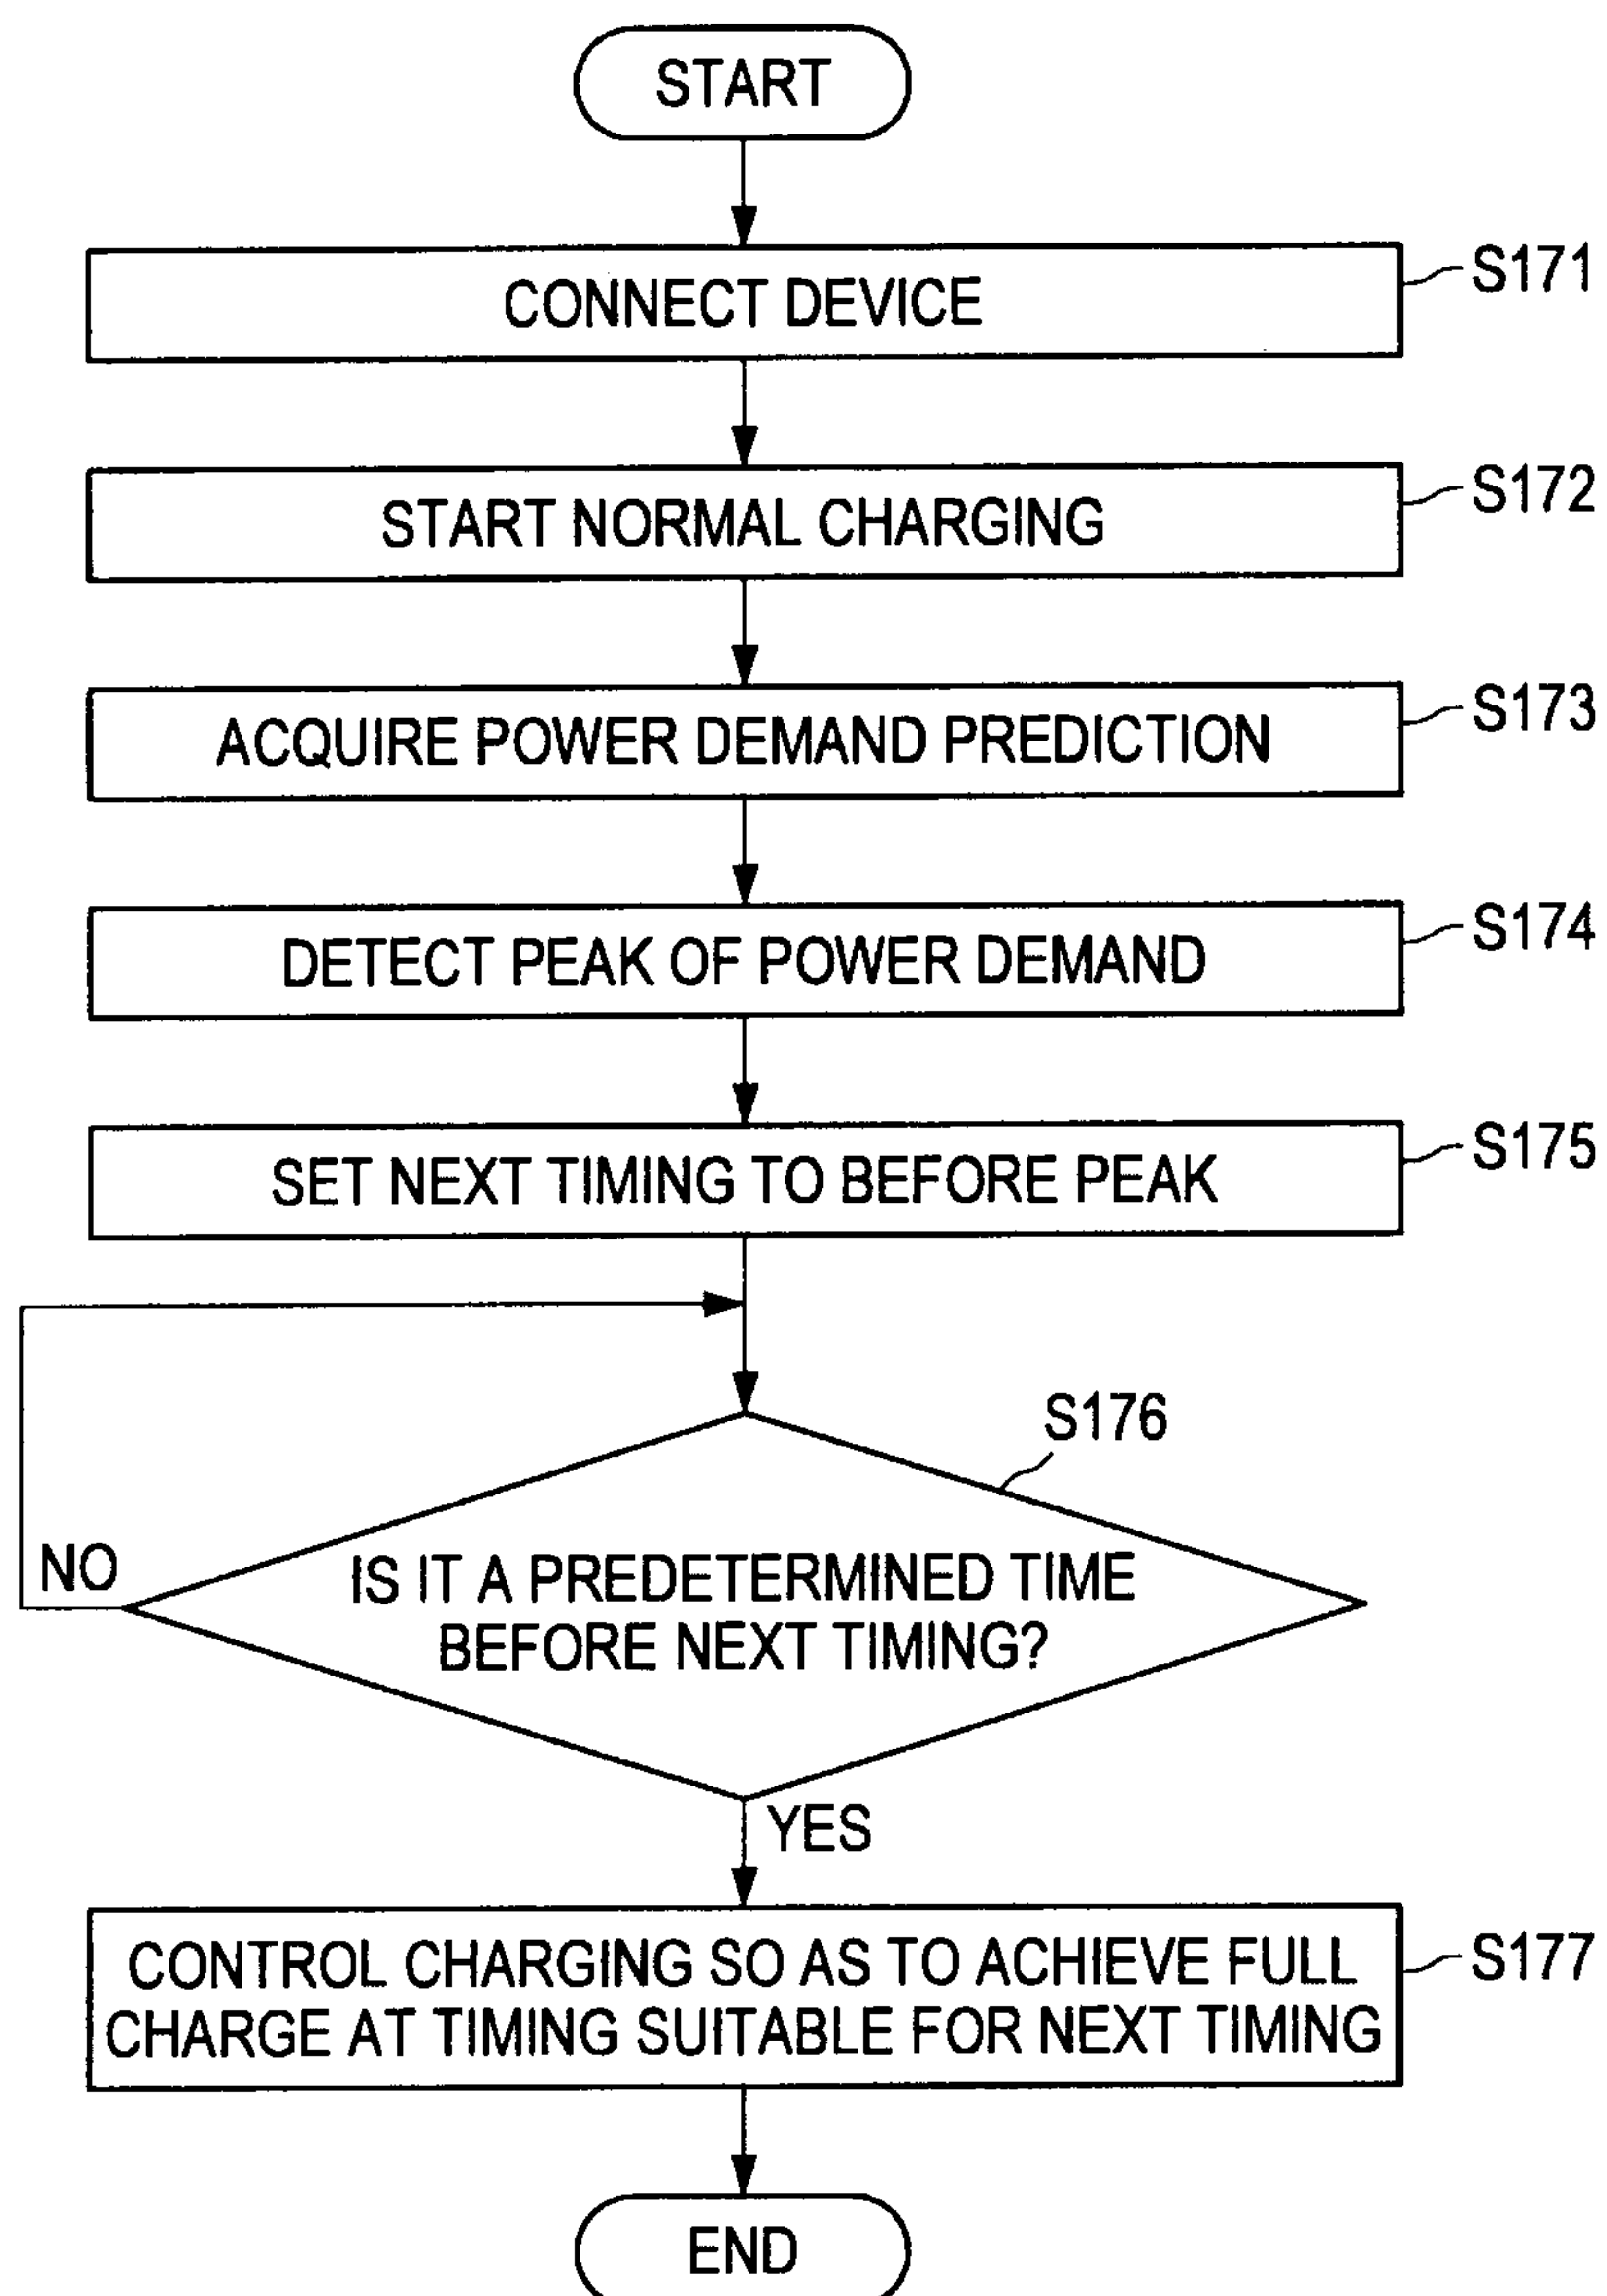 START
CONNECT DEVICE
S171
START NORMAL CHARGING
S172
ACQUIRE POWER DEMAND PREDICTION
S173
DETECT PEAK OF POWER DEMAND
S174
SET NEXT TIMING TO BEFORE PEAK
S175
S176
NO
IS IT A PREDETERMINED TIME
BEFORE NEXT TIMING?
YES
CONTROL CHARGING SO AS TO ACHIEVE FULL
CHARGE AT TIMING SUITABLE FOR NEXT TIMING
S177
END